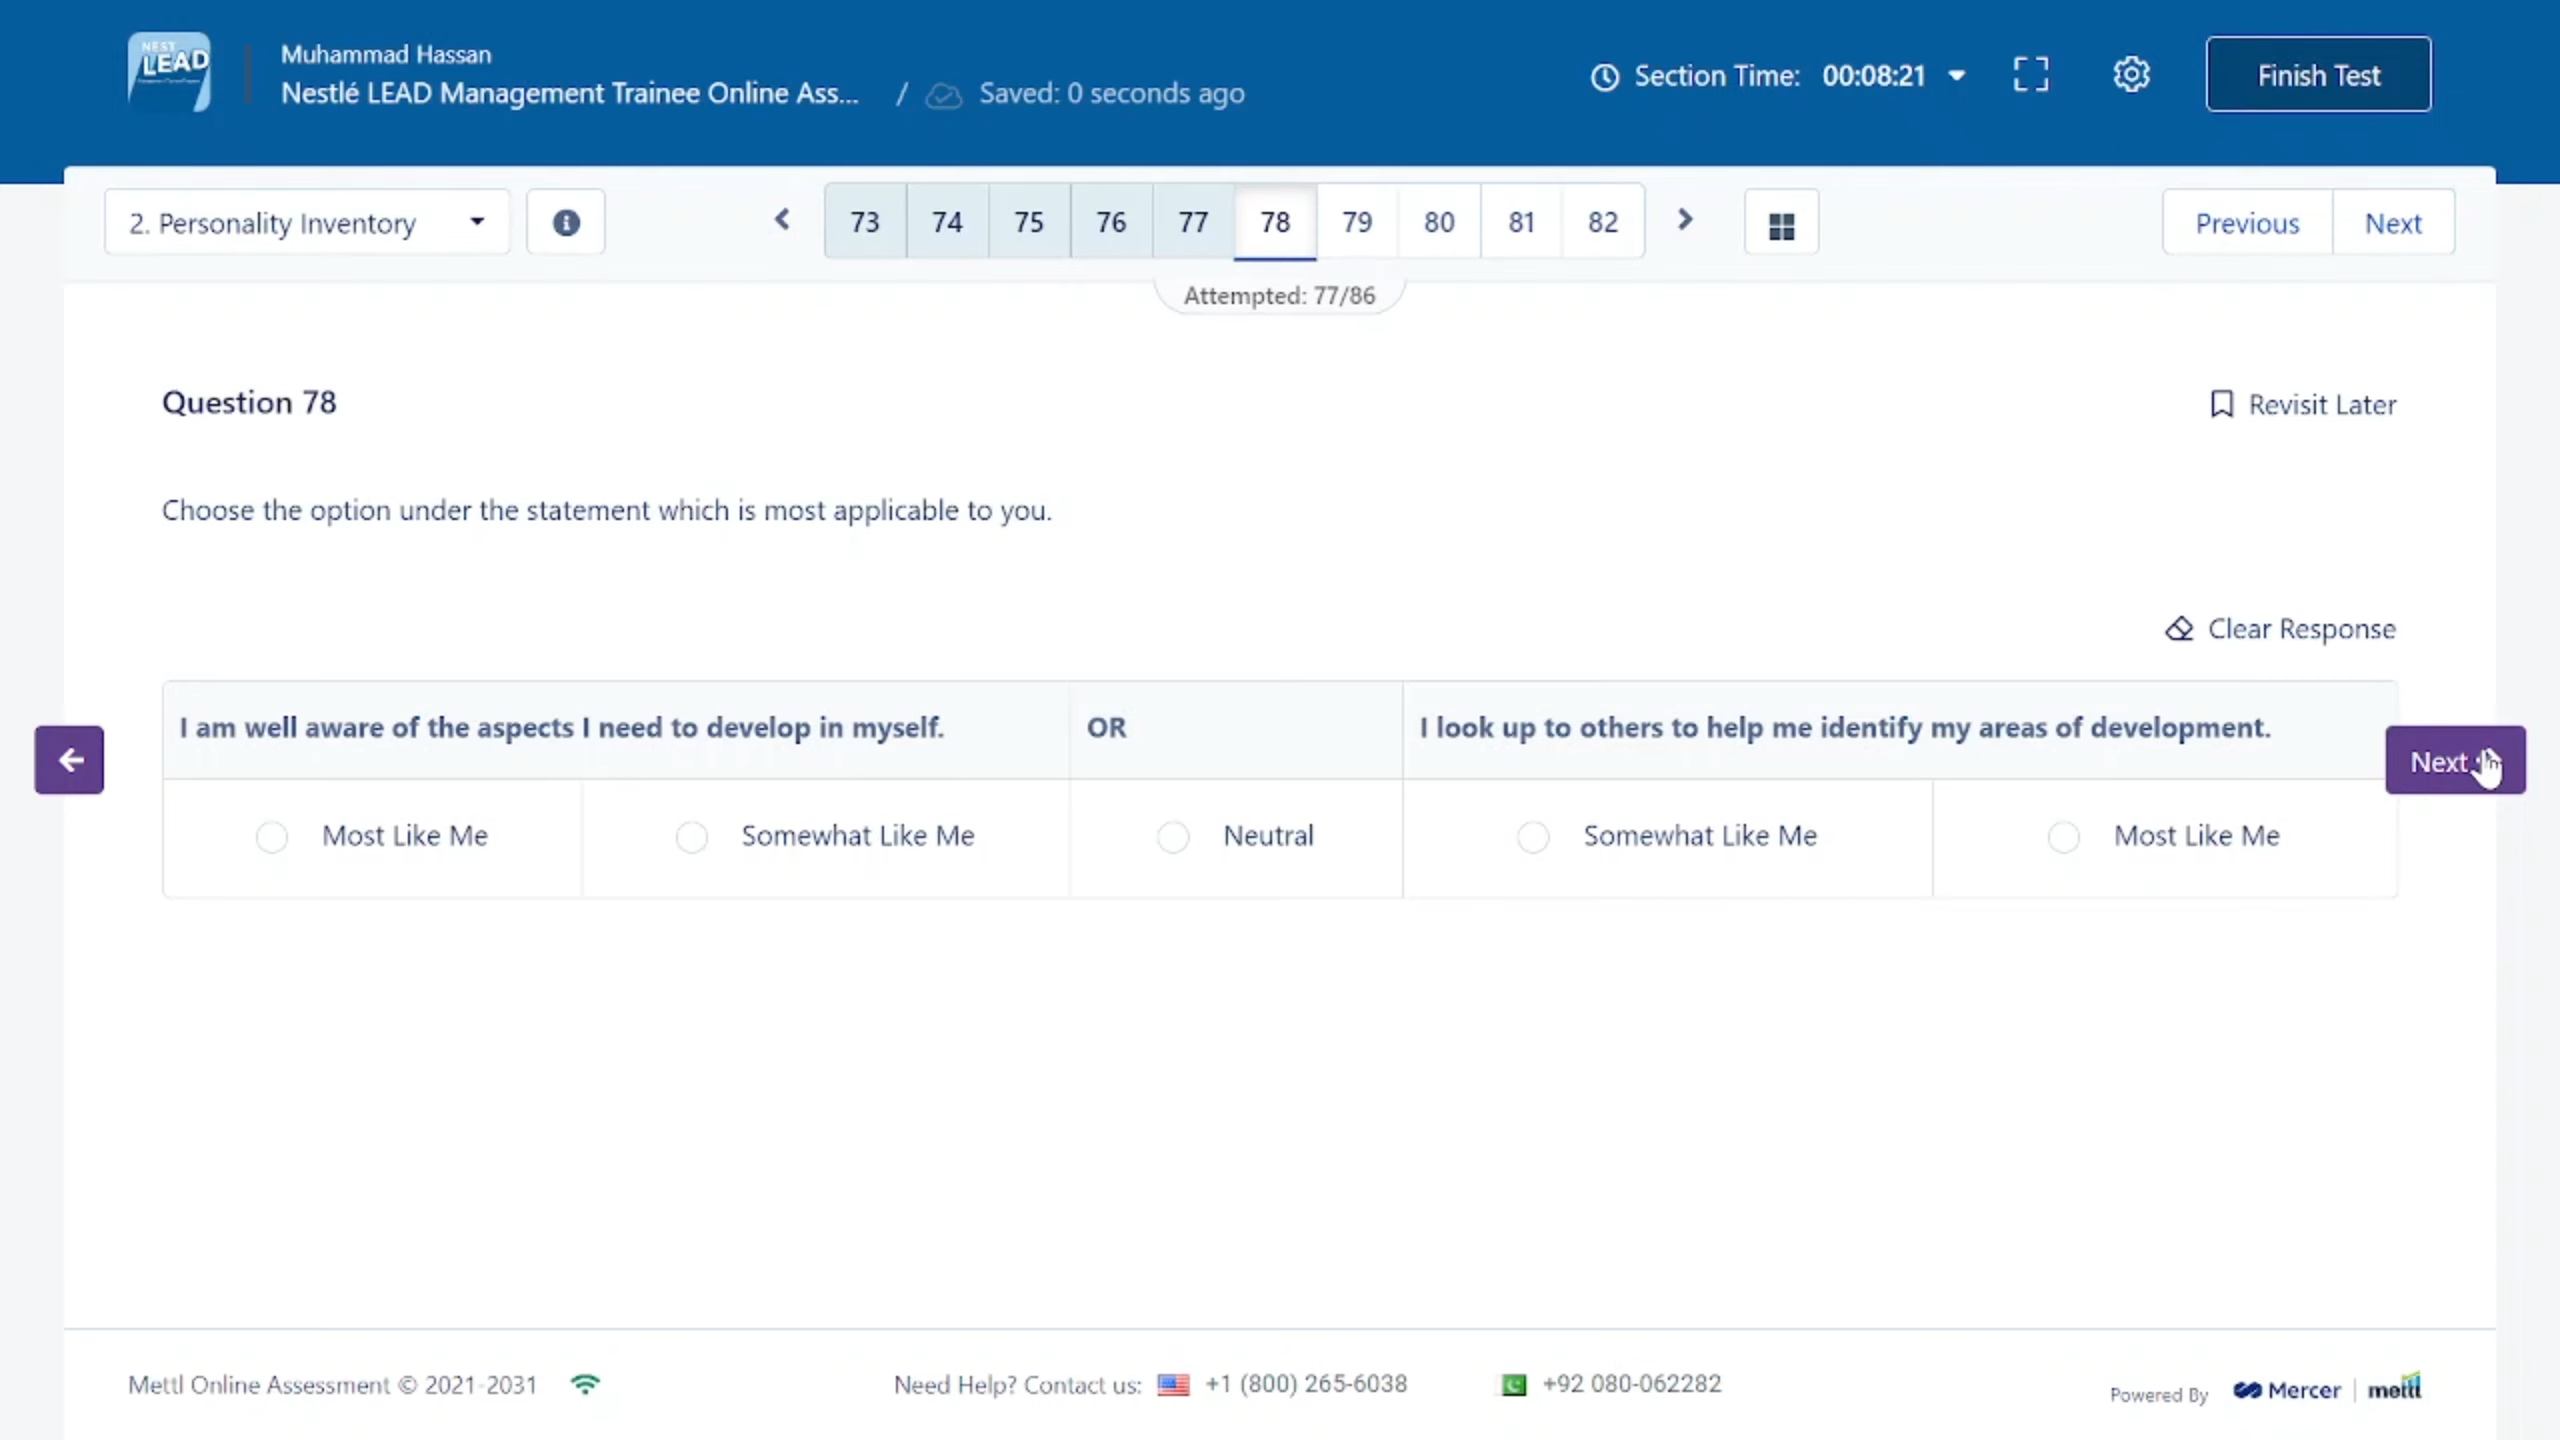 NEST
LEAD
Muhammad Hassan
Nestlé LEAD Management Trainee Online Ass...
/ Saved: 0 seconds ago
Section Time: 00:08:21
Finish Test
2. Personality Inventory
73 74 75 76 77 78 79 80 81 82
Previous Next
Attempted: 77/86
Question 78
Revisit Later
Choose the option under the statement which is most applicable to you.
Clear Response
I am well aware of the aspects I need to develop in myself. OR I look up to others to help me identify my areas of development.
Next
Most Like Me Somewhat Like Me Neutral Somewhat Like Me Most Like Me
Mettl Online Assessment © 2021-2031
Need Help? Contact us: +1 (800) 265-6038 +92 080-062282
Powered By Mercer | mettl